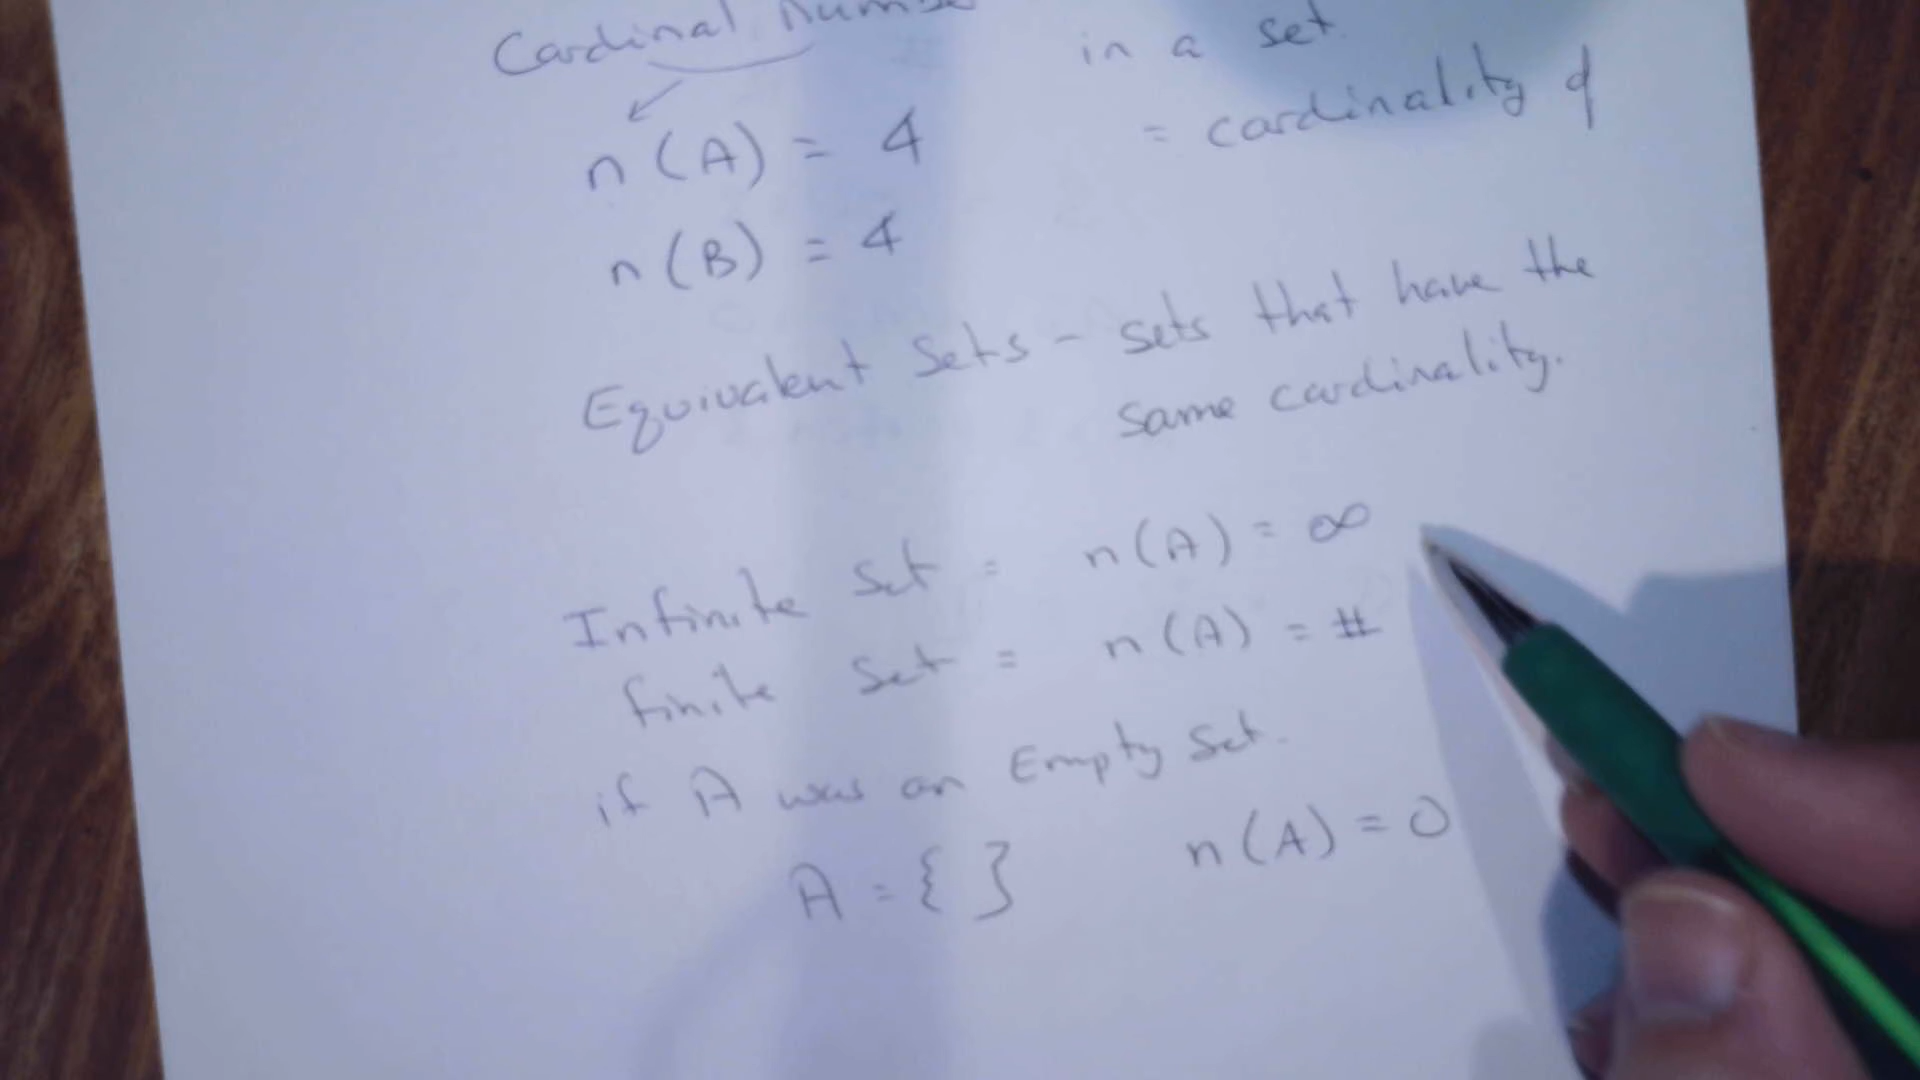 Cardinal Number in a set.
n(A) = 4 = cardinality of
n(B) = 4
Equivalent Sets - sets that have the
same cardinality.
Infinite Set = n(A) = ∞
finite Set = n(A) = #
if A was an Empty Set.
A = { } n(A) = 0